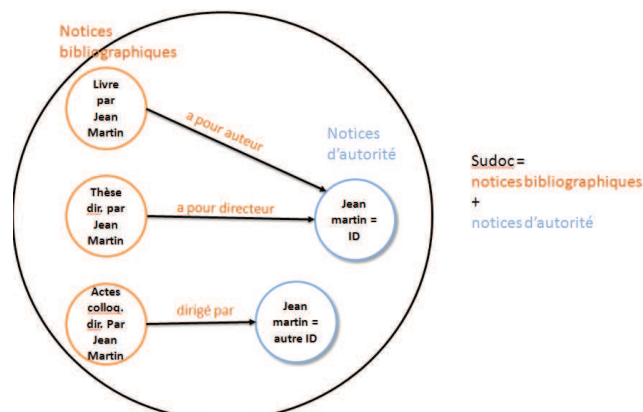 Notices
bibliographiques
Livre
par
Jean
Martin
a pour auteur
Notices
d'autorité
Thèse
dir. par
Jean
Martin
a pour directeur
Jean
martin =
ID
Actes
colloq.
dir. Par
Jean
Martin
dirigé par
Jean
martin =
autre ID
Sudoc =
notices bibliographiques
+
notices d'autorité